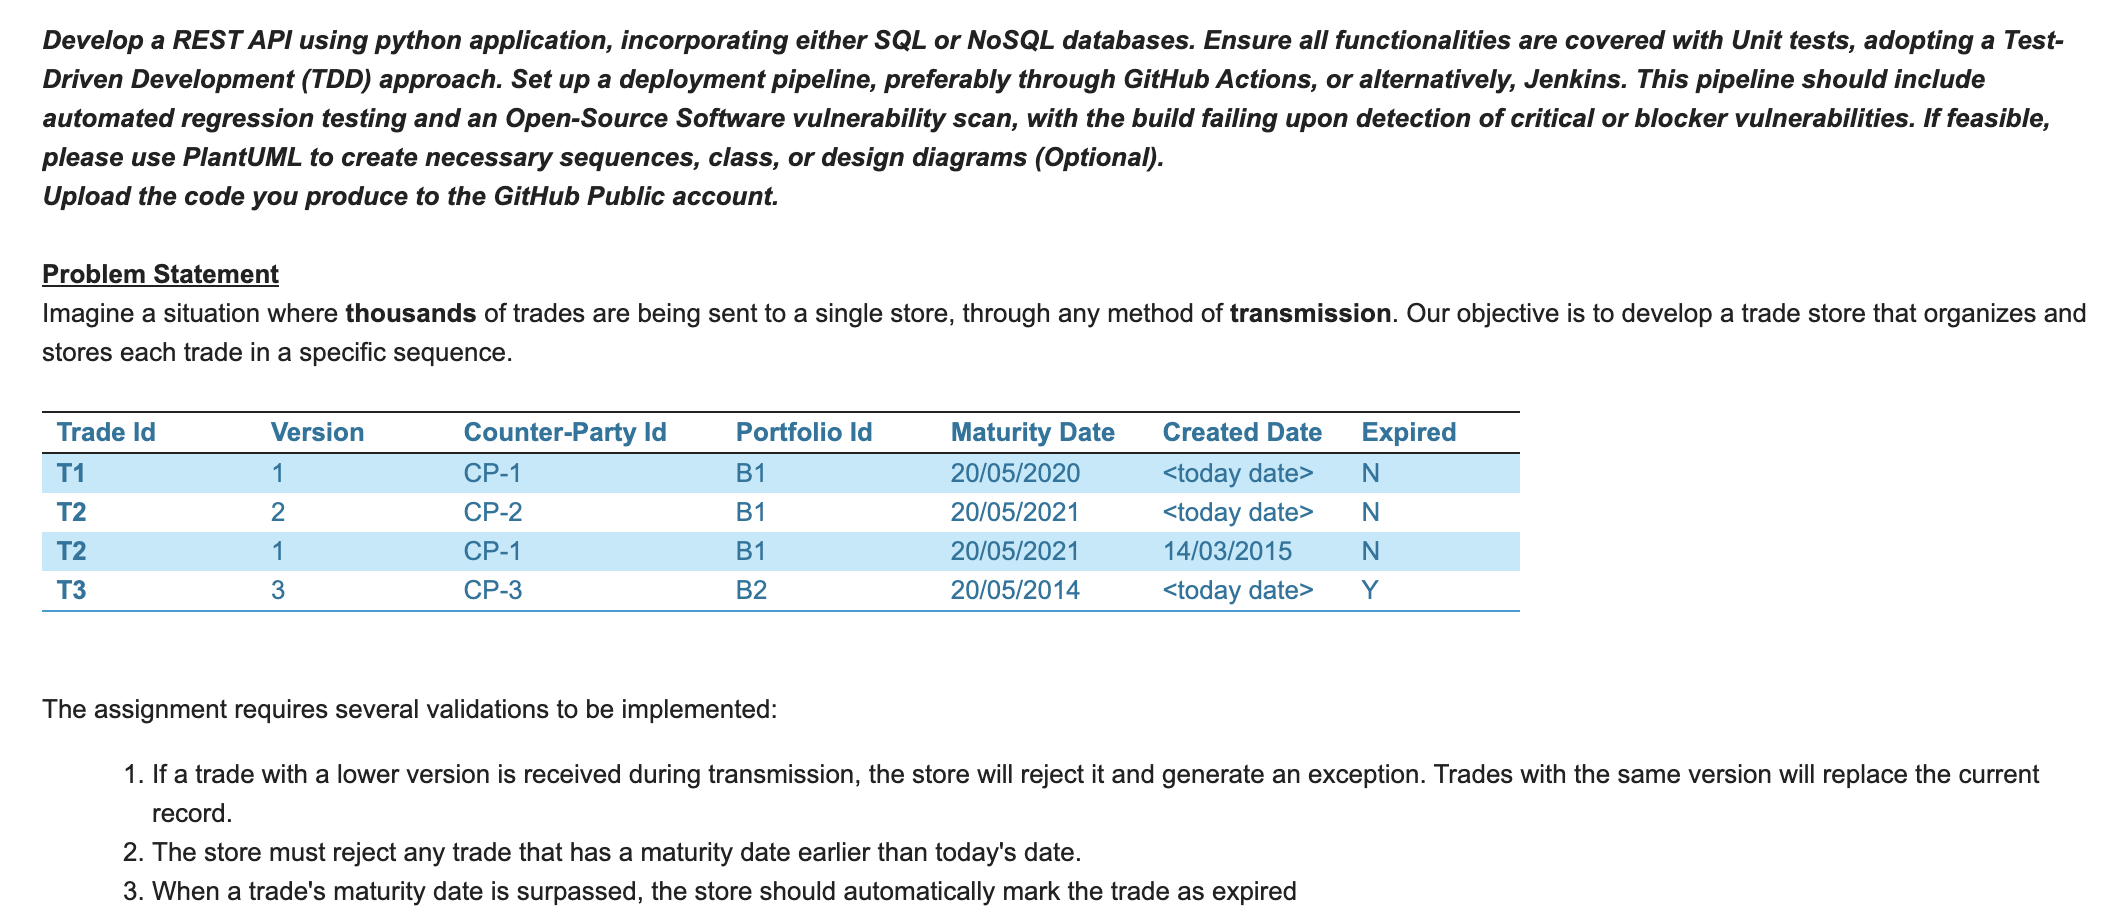 Develop a REST API using python application, incorporating either SQL or NoSQL databases. Ensure all functionalities are covered with Unit tests, adopting a Test-
Driven Development (TDD) approach. Set up a deployment pipeline, preferably through GitHub Actions, or alternatively, Jenkins. This pipeline should include
automated regression testing and an Open-Source Software vulnerability scan, with the build failing upon detection of critical or blocker vulnerabilities. If feasible,
please use PlantUML to create necessary sequences, class, or design diagrams (Optional).
Upload the code you produce to the GitHub Public account.
Problem Statement
Imagine a situation where thousands of trades are being sent to a single store, through any method of transmission. Our objective is to develop a trade store that organizes and
stores each trade in a specific sequence.
Trade Id Version Counter-Party Id Portfolio Id Maturity Date Created Date Expired
T1 1 CP-1 B1 20/05/2020 <today date> N
T2 2 CP-2 B1 20/05/2021 <today date> N
T2 1 CP-1 B1 20/05/2021 14/03/2015 N
T3 3 CP-3 B2 20/05/2014 <today date> Y
The assignment requires several validations to be implemented:
1. If a trade with a lower version is received during transmission, the store will reject it and generate an exception. Trades with the same version will replace the current
record.
2. The store must reject any trade that has a maturity date earlier than today's date.
3. When a trade's maturity date is surpassed, the store should automatically mark the trade as expired